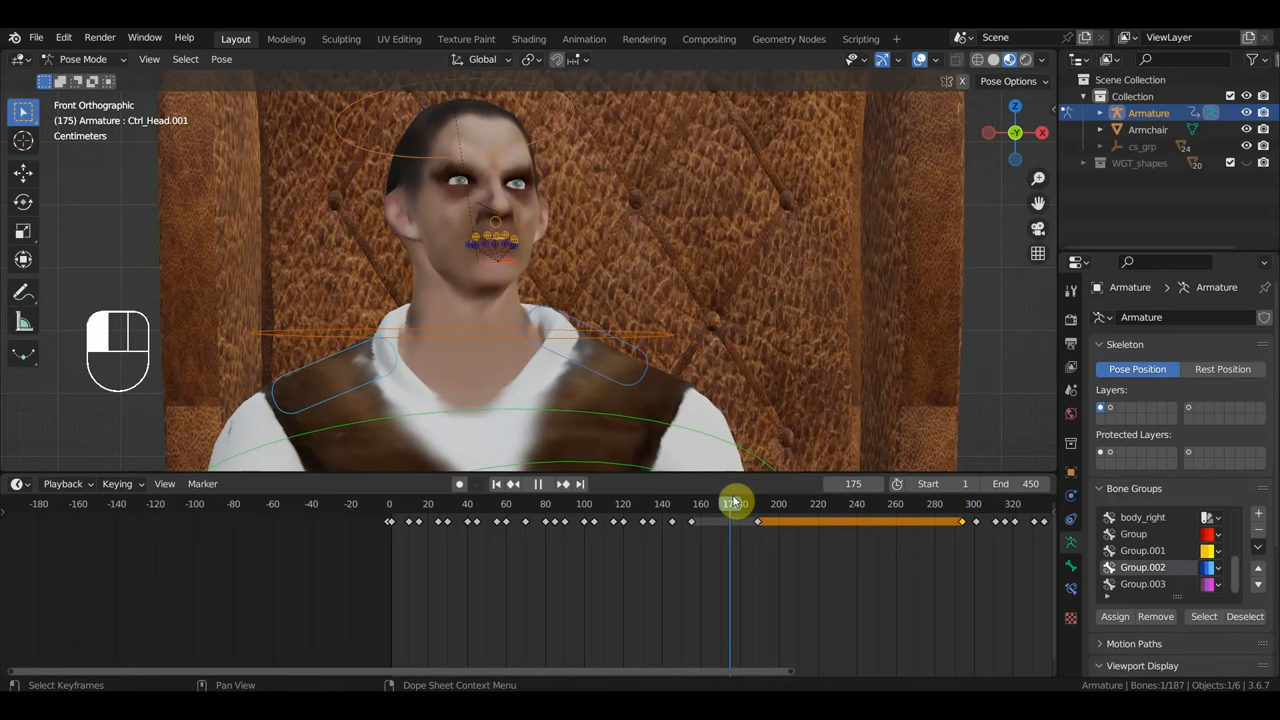 File Edit Render Window Help Layout Modeling Sculpting UV Editing Texture Paint Shading Animation Rendering Compositing Geometry Nodes Scripting + Scene ViewLayer
Pose Mode View Select Pose Global
X Pose Options
Front Orthographic
(175) Armature : Ctrl_Head.001
Centimeters
Z
-Y X
Scene Collection
Collection
Armature
Armchair
cs_grp 24
WGT_shapes 20
Armature > Armature
Armature
Skeleton
Pose Position Rest Position
Layers:
Protected Layers:
Bone Groups
body_right
Group
Group.001
Group.002
Group.003
Assign Remove Select Deselect
Motion Paths
Viewport Display
Playback Keying View Marker 175 Start 1 End 450
-180 -160 -140 -120 -100 -80 -60 -40 -20 0 20 40 60 80 100 120 140 160 200 220 240 260 280 300 320
Select Keyframes Pan View Dope Sheet Context Menu Armature | Bones:1/187 | Objects:1/6 | 3.6.7